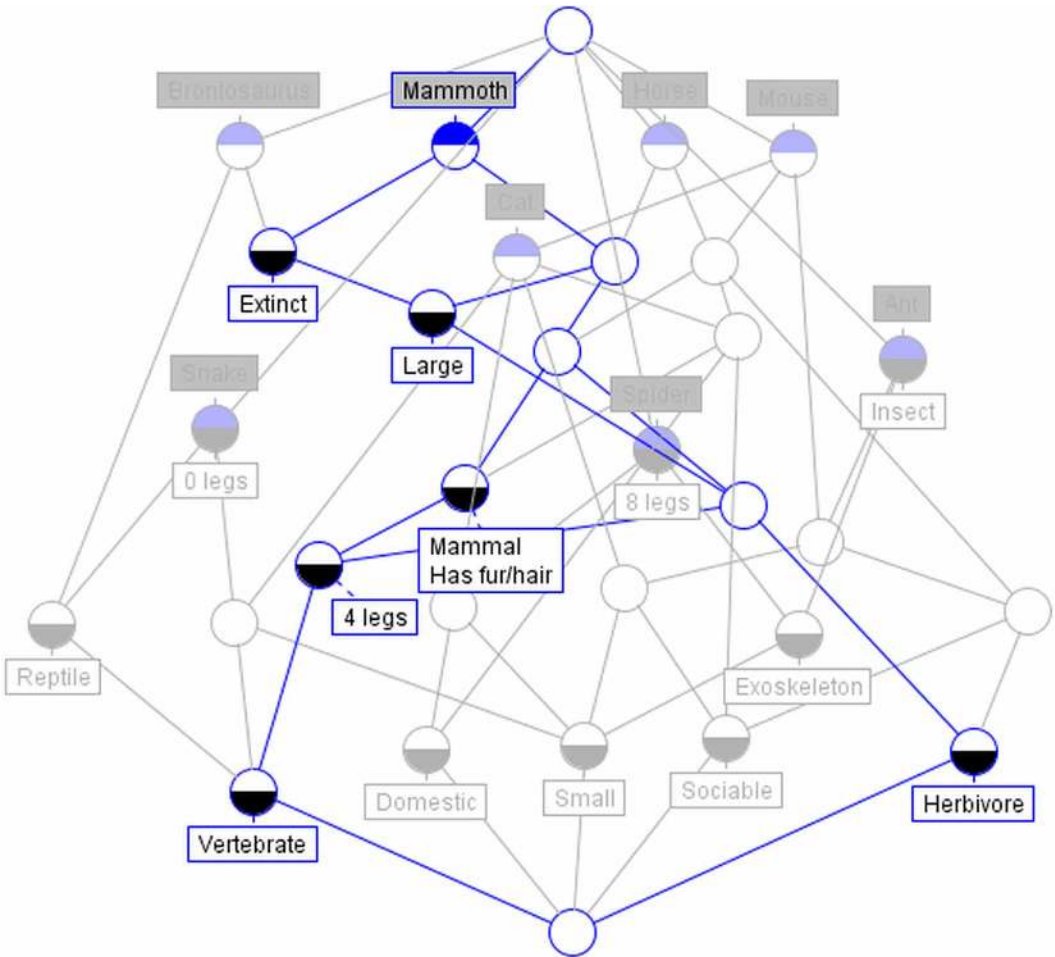 Brontosaurus
Mammoth
Horse
Mouse
Cat
Extinct
Ant
Large
Snake
Spider
Insect
0 legs
8 legs
Mammal
Has fur/hair
4 legs
Reptile
Exoskeleton
Domestic
Small
Sociable
Herbivore
Vertebrate